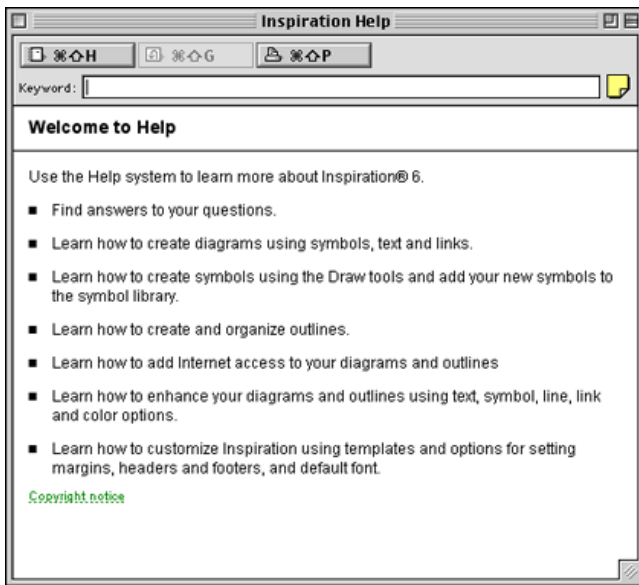 Inspiration Help
⌘⇧H ⌘⇧G ⌘⇧P
Keyword:
Welcome to Help
Use the Help system to learn more about Inspiration® 6.
■ Find answers to your questions.
■ Learn how to create diagrams using symbols, text and links.
■ Learn how to create symbols using the Draw tools and add your new symbols to
the symbol library.
■ Learn how to create and organize outlines.
■ Learn how to add Internet access to your diagrams and outlines
■ Learn how to enhance your diagrams and outlines using text, symbol, line, link
and color options.
■ Learn how to customize Inspiration using templates and options for setting
margins, headers and footers, and default font.
Copyright notice